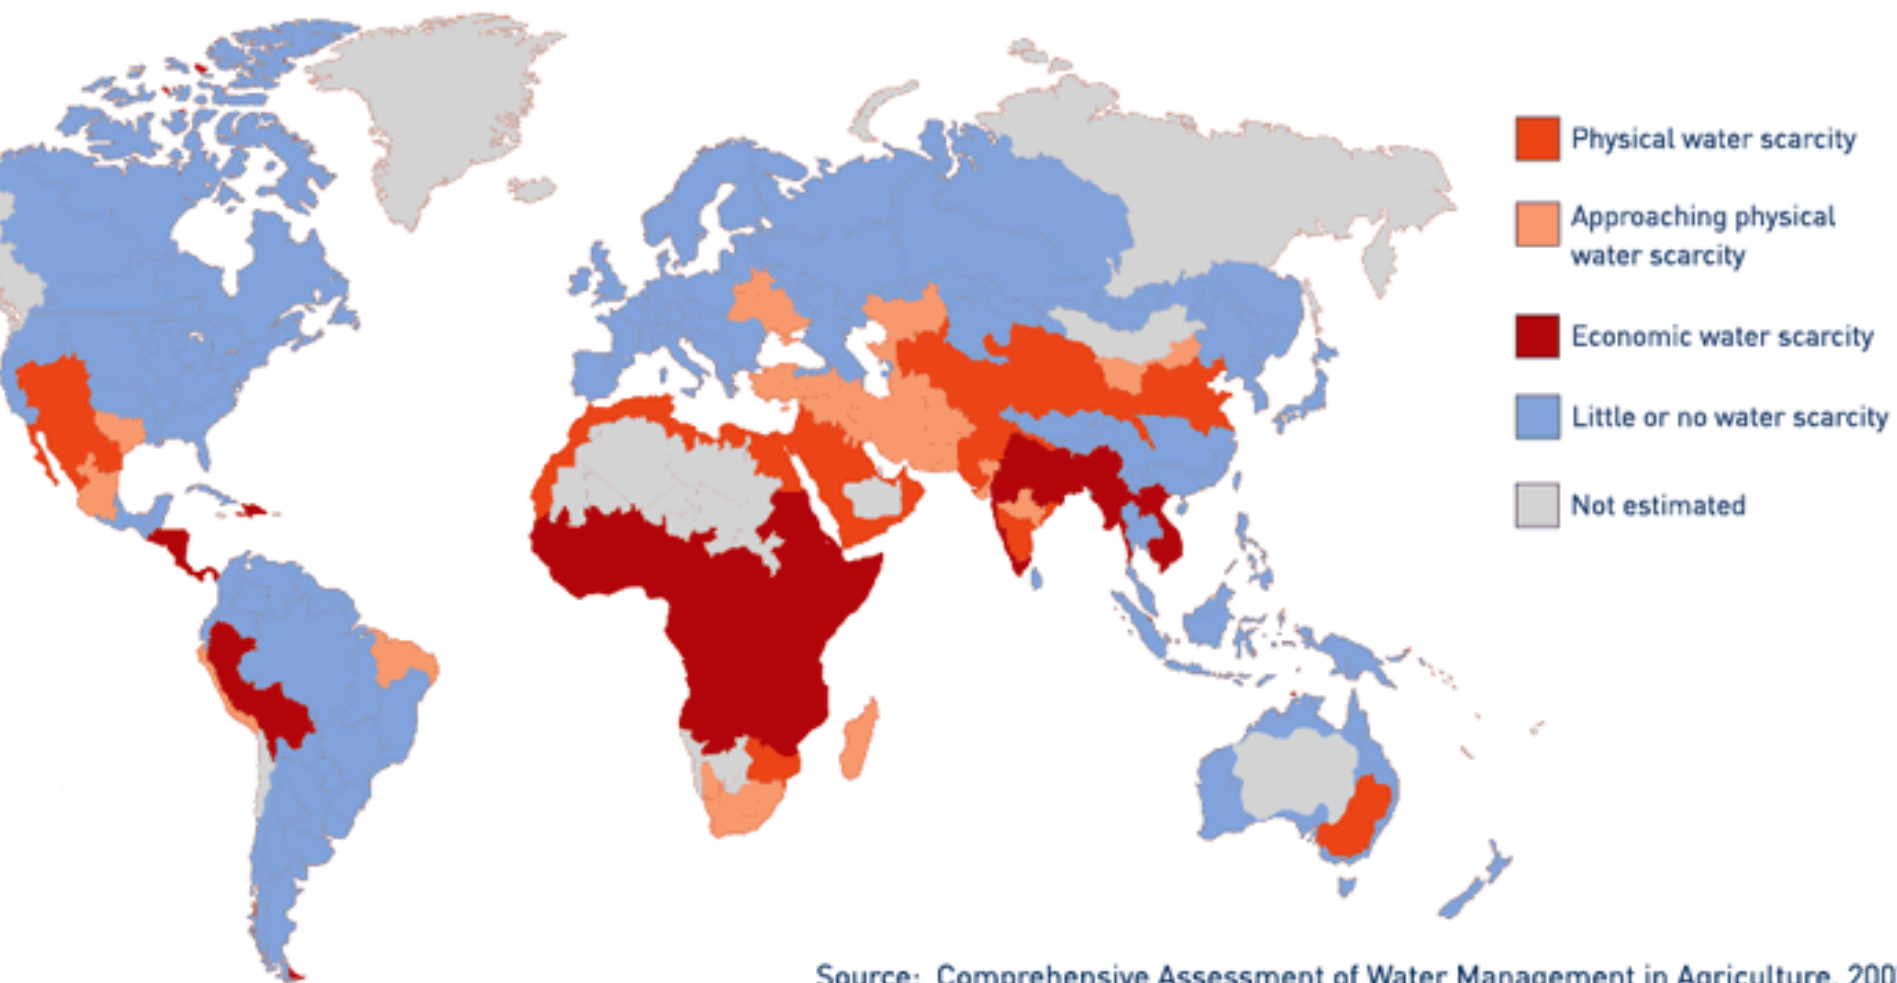 Physical water scarcity
Approaching physical
water scarcity
Economic water scarcity
Little or no water scarcity
Not estimated
Source: Comprehensive Assessment of Water Management in Agriculture, 200